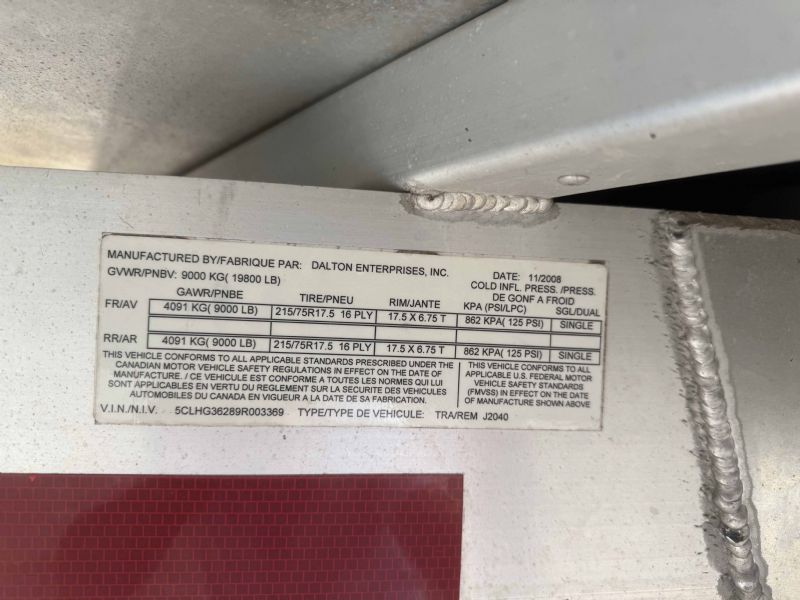 MANUFACTURED BY/FABRIQUE PAR: DALTON ENTERPRISES, INC. DATE: 11/2008
GVWR/PNBV: 9000 KG( 19800 LB) COLD INFL. PRESS. /PRESS.
DE GONF A FROID
GAWR/PNBE TIRE/PNEU RIM/JANTE KPA (PSI/LPC) SGL/DUAL
FR/AV 4091 KG( 9000 LB) 215/75R17.5 16 PLY 17.5 X 6.75 T 862 KPA( 125 PSI) SINGLE
RR/AR 4091 KG( 9000 LB) 215/75R17.5 16 PLY 17.5 X 6.75 T 862 KPA( 125 PSI) SINGLE
THIS VEHICLE CONFORMS TO ALL APPLICABLE STANDARDS PRESCRIBED UNDER THE
CANADIAN MOTOR VEHICLE SAFETY REGULATIONS IN EFFECT ON THE DATE OF
MANUFACTURE. / CE VEHICULE EST CONFORME A TOUTES LES NORMES QUI LUI
SONT APPLICABLES EN VERTU DU REGLEMENT SUR LA SECURITE DES VEHICULES
AUTOMOBILES DU CANADA EN VIGUEUR A LA DATE DE SA FABRICATION.
THIS VEHICLE CONFORMS TO ALL
APPLICABLE U.S. FEDERAL MOTOR
VEHICLE SAFETY STANDARDS
(FMVSS) IN EFFECT ON THE DATE
OF MANUFACTURE SHOWN ABOVE
V.I.N./N.I.V. 5CLHG36289R003369 TYPE/TYPE DE VEHICULE: TRA/REM J2040